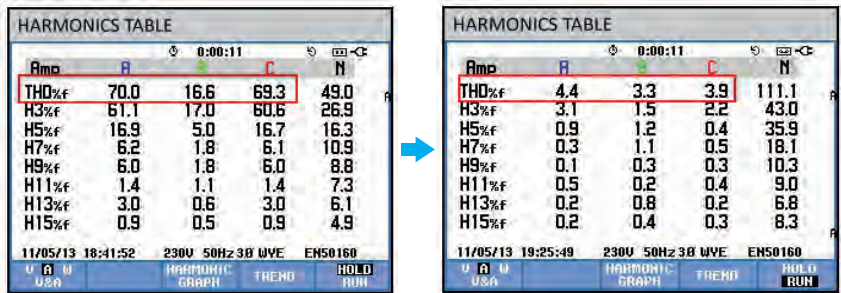 HARMONICS TABLE
0:00:11
Amp A B C N
THD%f 70.0 16.6 69.3 49.0
H3%f 61.1 17.0 60.6 26.9
H5%f 16.9 5.0 16.7 16.3
H7%f 6.2 1.8 6.1 10.9
H9%f 6.0 1.8 6.0 8.8
H11%f 1.4 1.1 1.4 7.3
H13%f 3.0 0.6 3.0 6.1
H15%f 0.9 0.5 0.9 4.9
11/05/13 18:41:52 230V 50Hz 3Ø WYE EN50160
V A W HARMONIC TREND HOLD
V&A GRAPH RUN
HARMONICS TABLE
0:00:11
Amp A B C N
THD%f 4.4 3.3 3.9 111.1
H3%f 3.1 1.5 2.2 43.0
H5%f 0.9 1.2 0.4 35.9
H7%f 0.3 1.1 0.5 18.1
H9%f 0.1 0.3 0.3 10.3
H11%f 0.5 0.2 0.4 9.0
H13%f 0.2 0.8 0.2 6.8
H15%f 0.2 0.4 0.3 8.3
11/05/13 19:25:49 230V 50Hz 3Ø WYE EN50160
V A W HARMONIC TREND HOLD
V&A GRAPH RUN